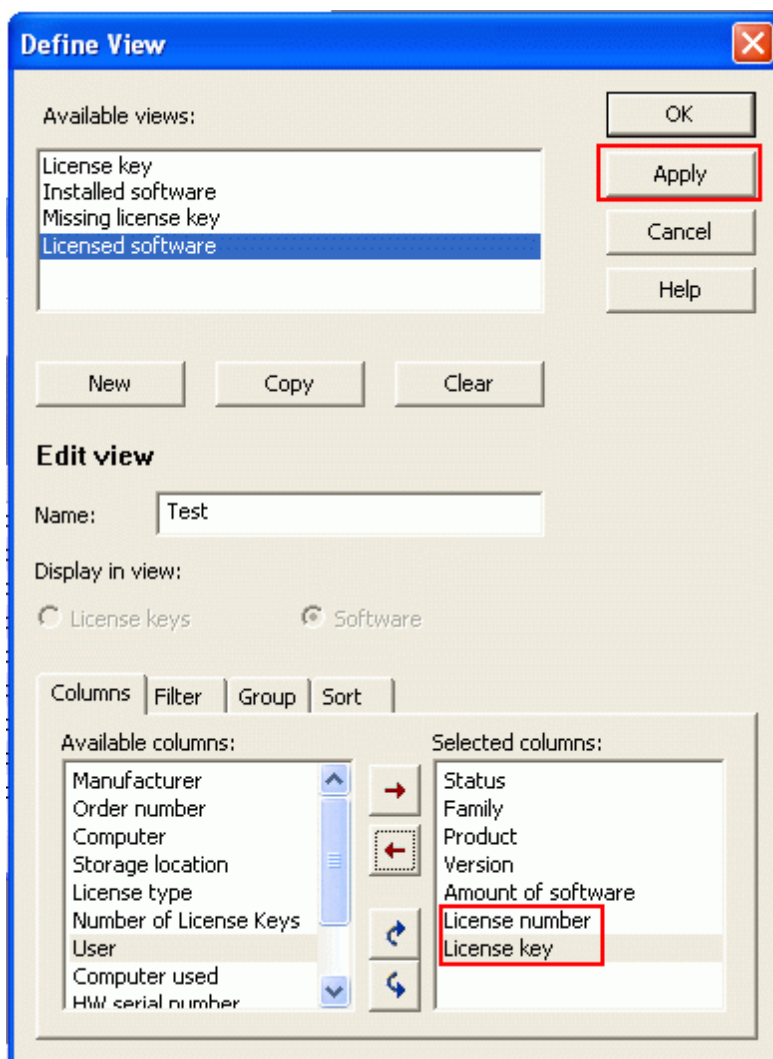 Define View
Available views:
OK
License key
Installed software
Missing license key
Licensed software
Apply
Cancel
Help
New Copy Clear
Edit view
Name: Test
Display in view:
License keys Software
Columns Filter Group Sort
Available columns: Selected columns:
Manufacturer
Order number
Computer
Storage location
License type
Number of License Keys
User
Computer used
HW serial number
Status
Family
Product
Version
Amount of software
License number
License key